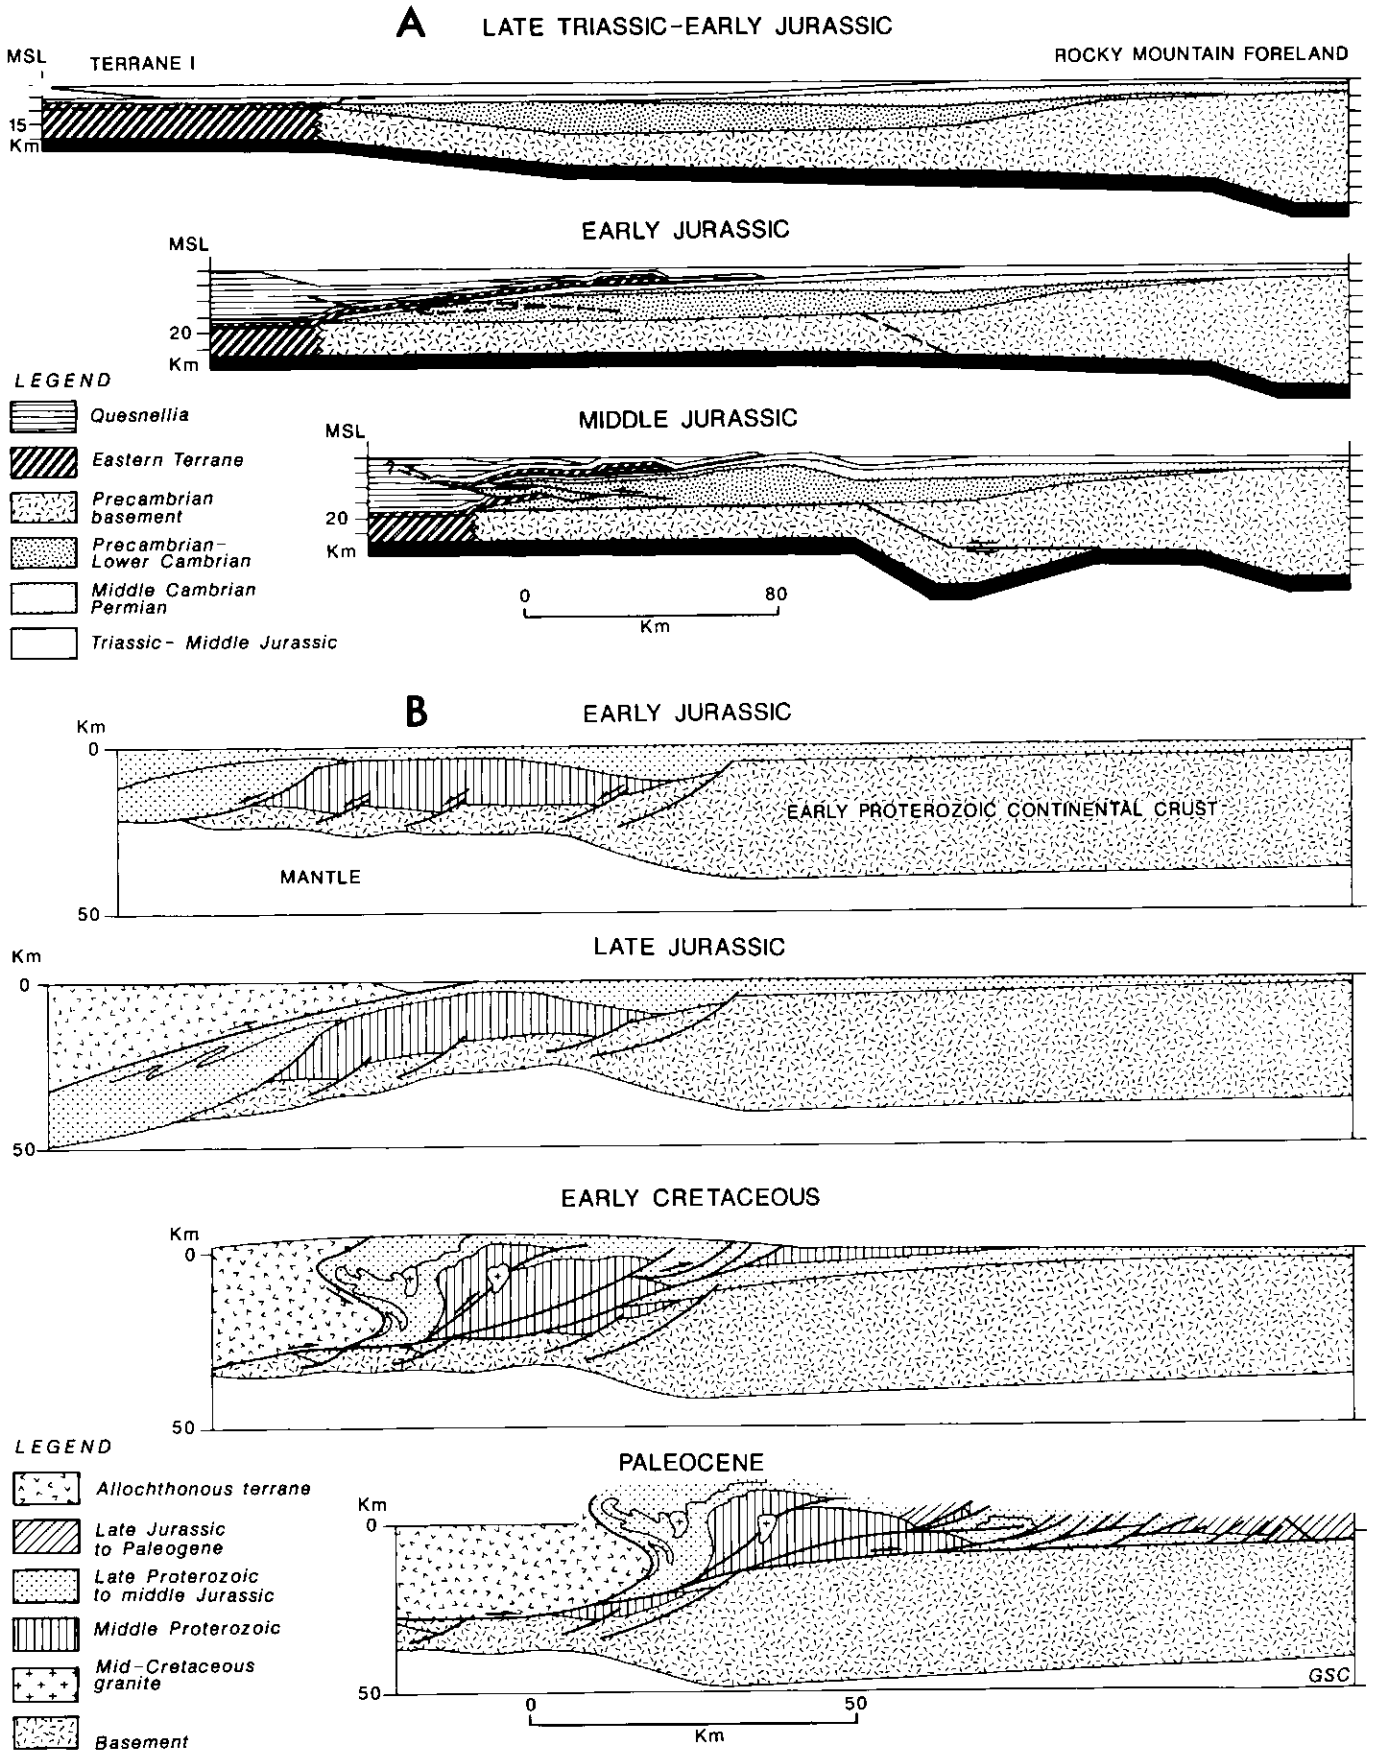 A
LATE TRIASSIC-EARLY JURASSIC
MSL
TERRANE I
ROCKY MOUNTAIN FORELAND
15
Km
EARLY JURASSIC
MSL
20
Km
LEGEND
Quesnellia
Eastern Terrane
Precambrian
basement
Precambrian-
Lower Cambrian
Middle Cambrian
Permian
Triassic- Middle Jurassic
MIDDLE JURASSIC
MSL
?
20
Km
0 80
Km
B
EARLY JURASSIC
Km
0
EARLY PROTEROZOIC CONTINENTAL CRUST
MANTLE
50
LATE JURASSIC
Km
0
50
EARLY CRETACEOUS
Km
0
50
LEGEND
Allochthonous terrane
Late Jurassic
to Paleogene
Late Proterozoic
to middle Jurassic
Middle Proterozoic
Mid-Cretaceous
granite
Basement
PALEOCENE
Km
0
50
GSC
0 50
Km